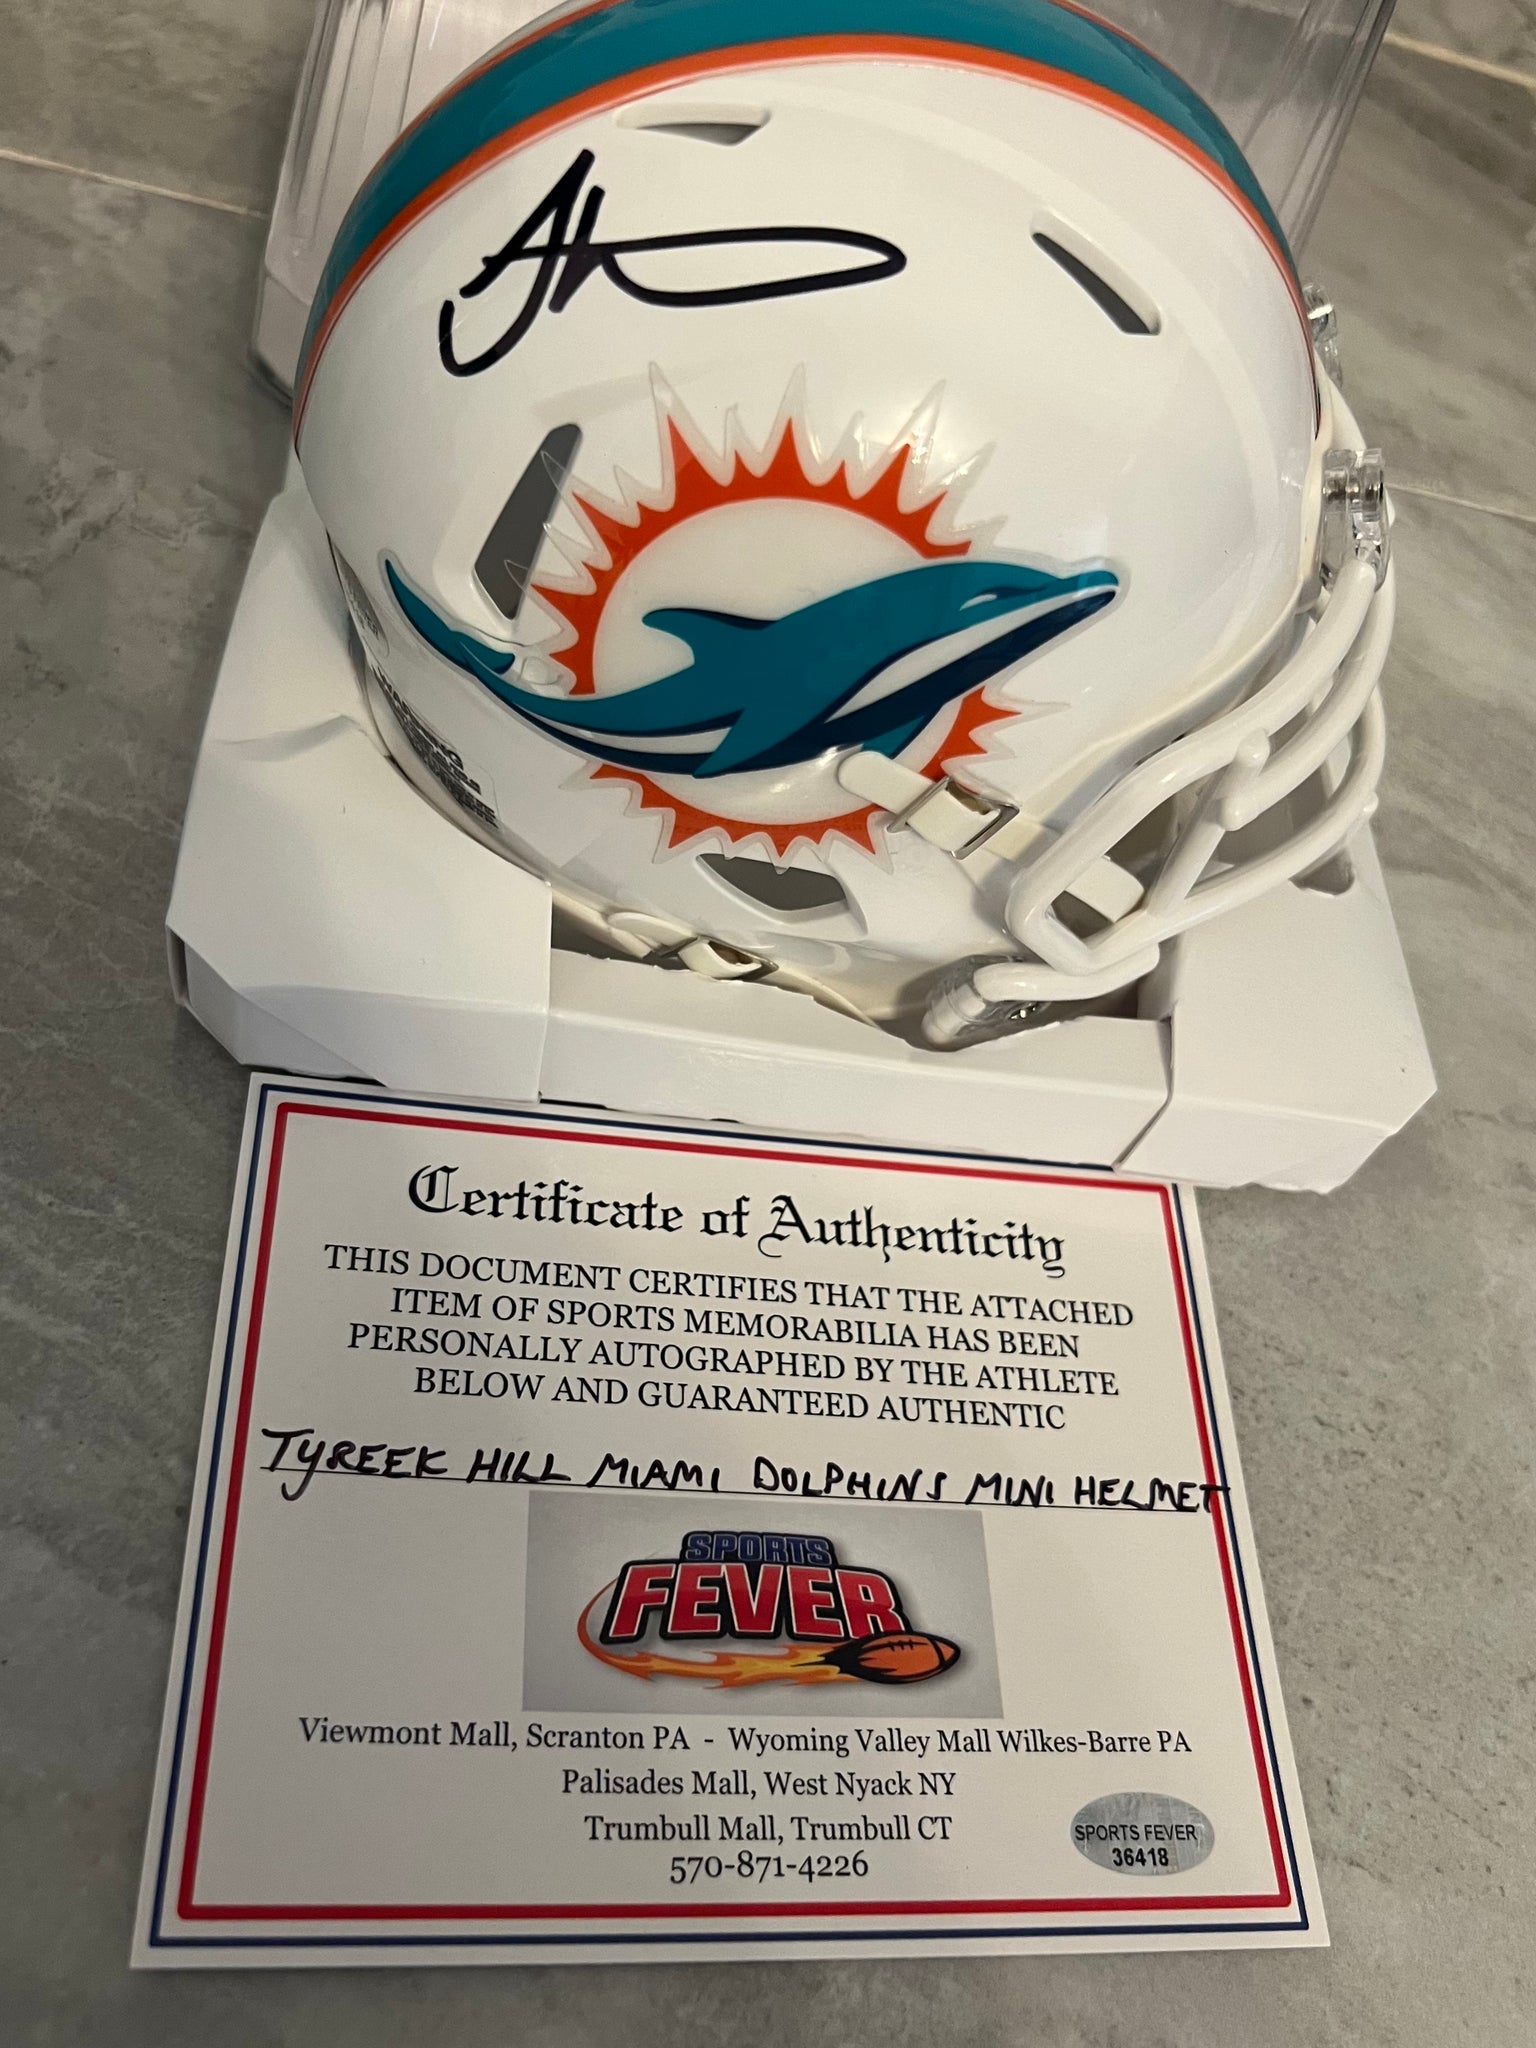 WARNING
Certificate of Authenticity
THIS DOCUMENT CERTIFIES THAT THE ATTACHED
ITEM OF SPORTS MEMORABILIA HAS BEEN
PERSONALLY AUTOGRAPHED BY THE ATHLETE
BELOW AND GUARANTEED AUTHENTIC
TYREEK HILL MIAMI DOLPHINS MINI HELMET
SPORTS
FEVER
Viewmont Mall, Scranton PA - Wyoming Valley Mall Wilkes-Barre PA
Palisades Mall, West Nyack NY
Trumbull Mall, Trumbull CT
570-871-4226
SPORTS FEVER
36418